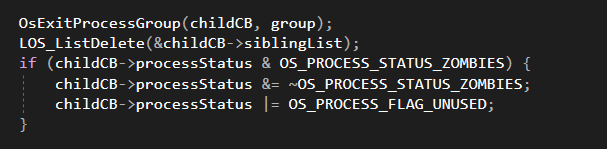 OsExitProcessGroup(childCB, group);
LOS_ListDelete(&childCB->siblingList);
if (childCB->processStatus & OS_PROCESS_STATUS_ZOMBIES) {
    childCB->processStatus &= ~OS_PROCESS_STATUS_ZOMBIES;
    childCB->processStatus |= OS_PROCESS_FLAG_UNUSED;
}